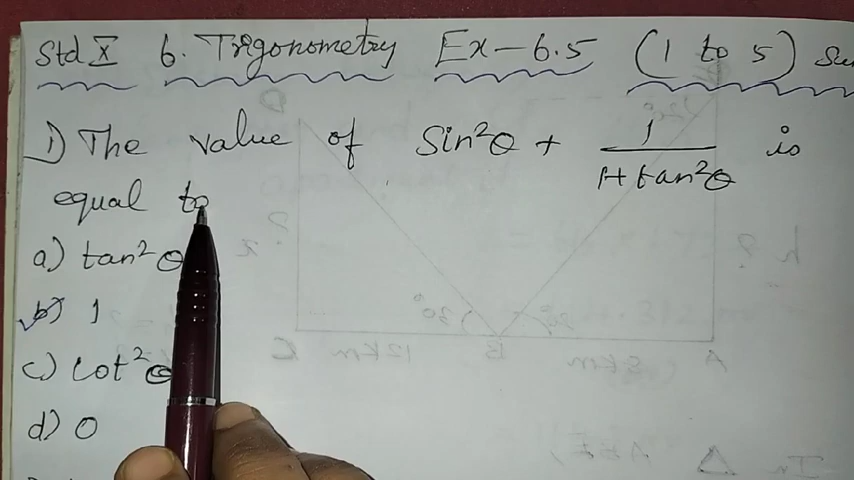 Std X 6. Trigonometry Ex-6.5 (1 to 5)
1) The value of Sin²θ + 1/(1+tan²θ) is
equal to
a) tan²θ
b) 1
c) cot²θ
d) 0